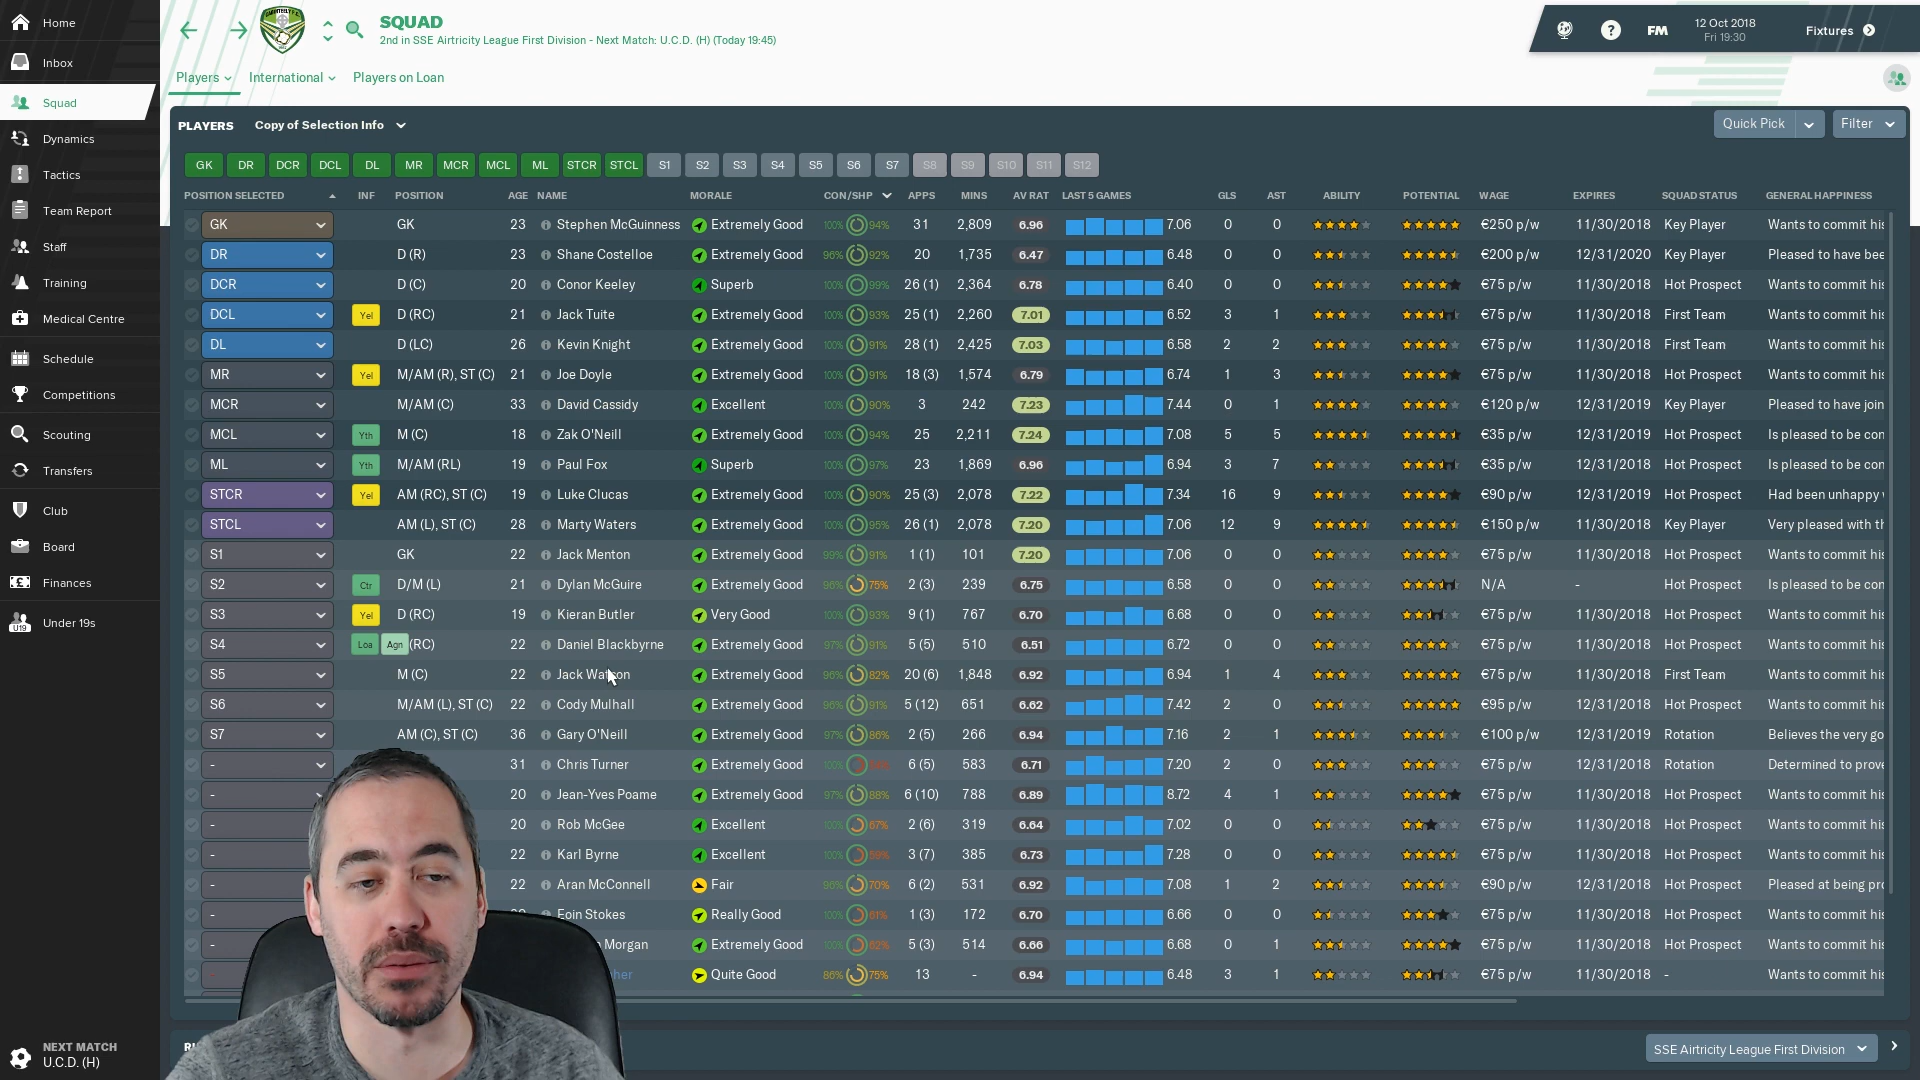 Home
Inbox
Squad
Dynamics
Tactics
Team Report
Staff
Training
Medical Centre
Schedule
Competitions
Scouting
Transfers
Club
Board
Finances
Under 19s
NEXT MATCH
U.C.D. (H)
SQUAD
2nd in SSE Airtricity League First Division - Next Match: U.C.D. (H) (Today 19:45)
FM
12 Oct 2018
Fri 19:30
Fixtures
Players International Players on Loan
PLAYERS Copy of Selection Info Quick Pick Filter
GK DR DCR DCL DL MR MCR MCL ML STCR STCL S1 S2 S3 S4 S5 S6 S7 S8 S9 S10 S11 S12
POSITION SELECTED INF POSITION AGE NAME MORALE CON/SHP APPS MINS AV RAT LAST 5 GAMES GLS AST ABILITY POTENTIAL WAGE EXPIRES SQUAD STATUS GENERAL HAPPINESS
GK GK 23 Stephen McGuinness Extremely Good 100% 94% 31 2,809 6.96 7.06 0 0 €250 p/w 11/30/2018 Key Player Wants to commit his
DR D (R) 23 Shane Costelloe Extremely Good 96% 92% 20 1,735 6.47 6.48 0 0 €200 p/w 12/31/2020 Key Player Pleased to have bee
DCR D (C) 20 Conor Keeley Superb 100% 99% 26 (1) 2,364 6.78 6.40 0 0 €75 p/w 11/30/2018 Hot Prospect Wants to commit his
DCL Yel D (RC) 21 Jack Tuite Extremely Good 100% 93% 25 (1) 2,260 7.01 6.52 3 1 €75 p/w 11/30/2018 First Team Wants to commit his
DL D (LC) 26 Kevin Knight Extremely Good 100% 91% 28 (1) 2,425 7.03 6.58 2 2 €75 p/w 11/30/2018 First Team Wants to commit his
MR Yel M/AM (R), ST (C) 21 Joe Doyle Extremely Good 100% 91% 18 (3) 1,574 6.79 6.74 1 3 €75 p/w 11/30/2018 Hot Prospect Wants to commit his
MCR M/AM (C) 33 David Cassidy Excellent 100% 90% 3 242 7.23 7.44 0 1 €120 p/w 12/31/2019 Key Player Pleased to have join
MCL Yth M (C) 18 Zak O'Neill Extremely Good 100% 94% 25 2,211 7.24 7.08 5 5 €35 p/w 12/31/2019 Hot Prospect Is pleased to be con
ML Yth M/AM (RL) 19 Paul Fox Superb 100% 97% 23 1,869 6.96 6.94 3 7 €35 p/w 12/31/2018 Hot Prospect Is pleased to be con
STCR Yel AM (RC), ST (C) 19 Luke Clucas Extremely Good 100% 90% 25 (3) 2,078 7.22 7.34 16 9 €90 p/w 12/31/2019 Hot Prospect Had been unhappy
STCL AM (L), ST (C) 28 Marty Waters Extremely Good 100% 95% 26 (1) 2,078 7.20 7.06 12 9 €150 p/w 11/30/2018 Key Player Very pleased with th
S1 GK 22 Jack Menton Extremely Good 99% 91% 1 (1) 101 7.20 7.06 0 0 €75 p/w 11/30/2018 Hot Prospect Wants to commit his
S2 Ctr D/M (L) 21 Dylan McGuire Extremely Good 96% 75% 2 (3) 239 6.75 6.58 0 0 N/A - Hot Prospect Is pleased to be con
S3 Yel D (RC) 19 Kieran Butler Very Good 100% 93% 9 (1) 767 6.70 6.68 0 0 €75 p/w 11/30/2018 Hot Prospect Wants to commit his
S4 Loa Agn (RC) 22 Daniel Blackbyrne Extremely Good 97% 91% 5 (5) 510 6.51 6.72 0 0 €75 p/w 11/30/2018 Hot Prospect Wants to commit his
S5 M (C) 22 Jack Extremely Good 96% 82% 20 (6) 1,848 6.92 6.94 1 4 €75 p/w 11/30/2018 First Team Wants to commit his
S6 M/AM (L), ST (C) 22 Cody Mulhall Extremely Good 96% 91% 5 (12) 651 6.62 7.42 2 0 €95 p/w 12/31/2018 Hot Prospect Wants to commit his
S7 AM (C), ST (C) 36 Gary O'Neill Extremely Good 97% 86% 2 (5) 266 6.94 7.16 2 1 €100 p/w 12/31/2019 Rotation Believes the very go
- 31 Chris Turner Extremely Good 100% 6 (5) 583 6.71 7.20 2 0 €75 p/w 12/31/2018 Rotation Determined to prove
- 20 Jean-Yves Poame Extremely Good 97% 88% 6 (10) 788 6.89 8.72 4 1 €75 p/w 11/30/2018 Hot Prospect Wants to commit his
- 20 Rob McGee Excellent 100% 67% 2 (6) 319 6.64 7.02 0 0 €75 p/w 11/30/2018 Hot Prospect Wants to commit his
- 22 Karl Byrne Excellent 100% 59% 3 (7) 385 6.73 7.28 0 0 €75 p/w 11/30/2018 Hot Prospect Wants to commit his
- 22 Aran McConnell Fair 96% 70% 6 (2) 531 6.92 7.08 1 2 €90 p/w 12/31/2018 Hot Prospect Pleased at being pro
- Eoin Stokes Really Good 100% 61% 1 (3) 172 6.70 6.66 0 0 €75 p/w 11/30/2018 Hot Prospect Wants to commit his
- Morgan Extremely Good 100% 62% 5 (3) 514 6.66 6.68 0 1 €75 p/w 11/30/2018 Hot Prospect Wants to commit his
- Quite Good 86% 75% 13 - 6.94 6.48 3 1 €75 p/w 11/30/2018 - Wants to commit his
SSE Airtricity League First Division